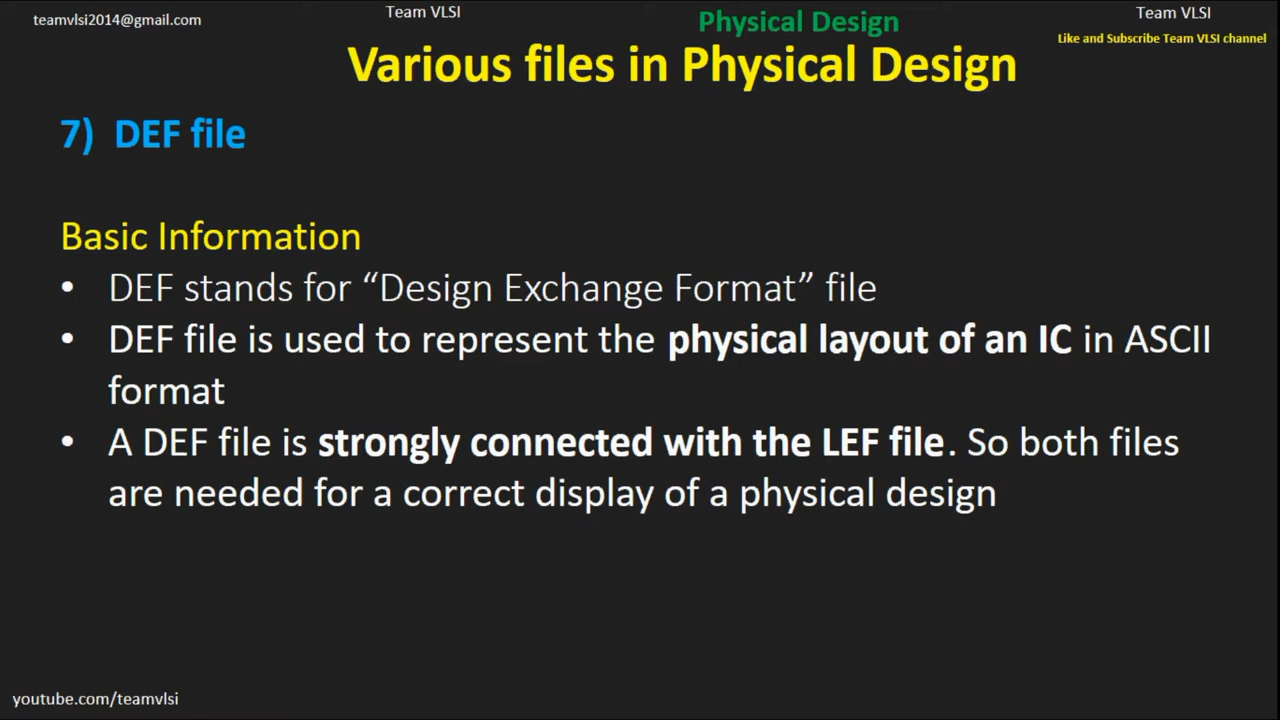 teamvlsi2014@gmail.com
Team VLSI
Physical Design
Team VLSI
Like and Subscribe Team VLSI channel
Various files in Physical Design
7) DEF file
Basic Information
• DEF stands for “Design Exchange Format” file
• DEF file is used to represent the physical layout of an IC in ASCII
format
• A DEF file is strongly connected with the LEF file. So both files
are needed for a correct display of a physical design
youtube.com/teamvlsi